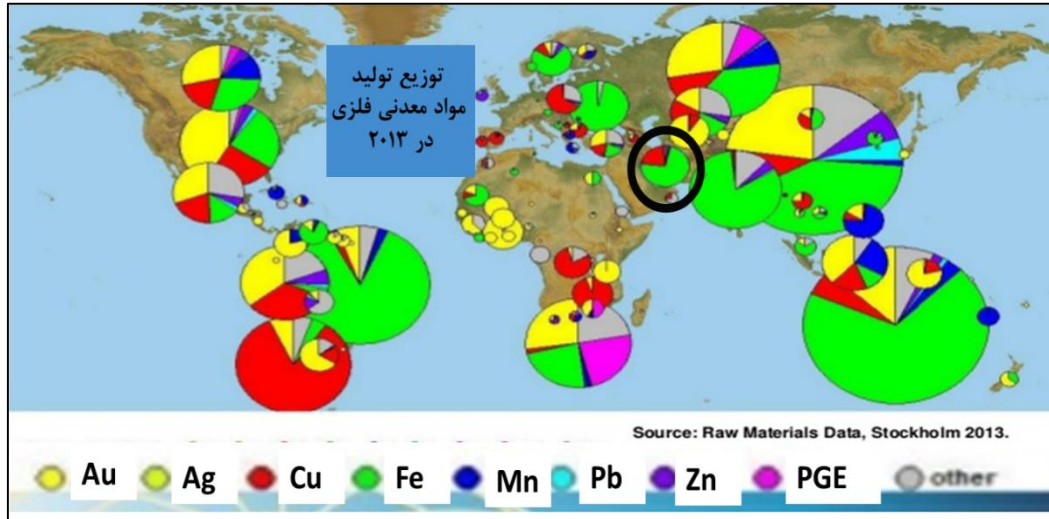 توزیع تولید
مواد معدنی فلزی
در ۲۰۱۳
Source: Raw Materials Data, Stockholm 2013.
Au Ag Cu Fe Mn Pb Zn PGE other